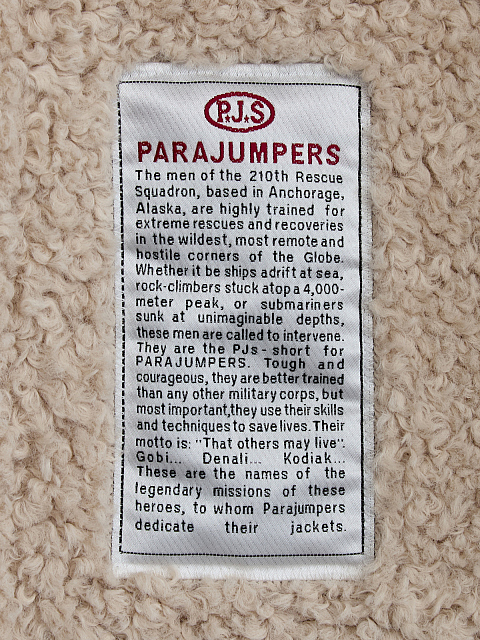 P.J.S
PARAJUMPERS
The men of the 210th Rescue
Squadron, based in Anchorage,
Alaska, are highly trained for
extreme rescues and recoveries
in the wildest, most remote and
hostile corners of the Globe.
Whether it be ships adrift at sea,
rock-climbers stuck atop a 4,000-
meter peak, or submariners
sunk at unimaginable depths,
these men are called to intervene.
They are the PJs - short for
PARAJUMPERS. Tough and
courageous, they are better trained
than any other military corps, but
most important,they use their skills
and techniques to save lives. Their
motto is: "That others may live".
Gobi... Denali... Kodiak...
These are the names of the
legendary missions of these
heroes, to whom Parajumpers
dedicate their jackets.